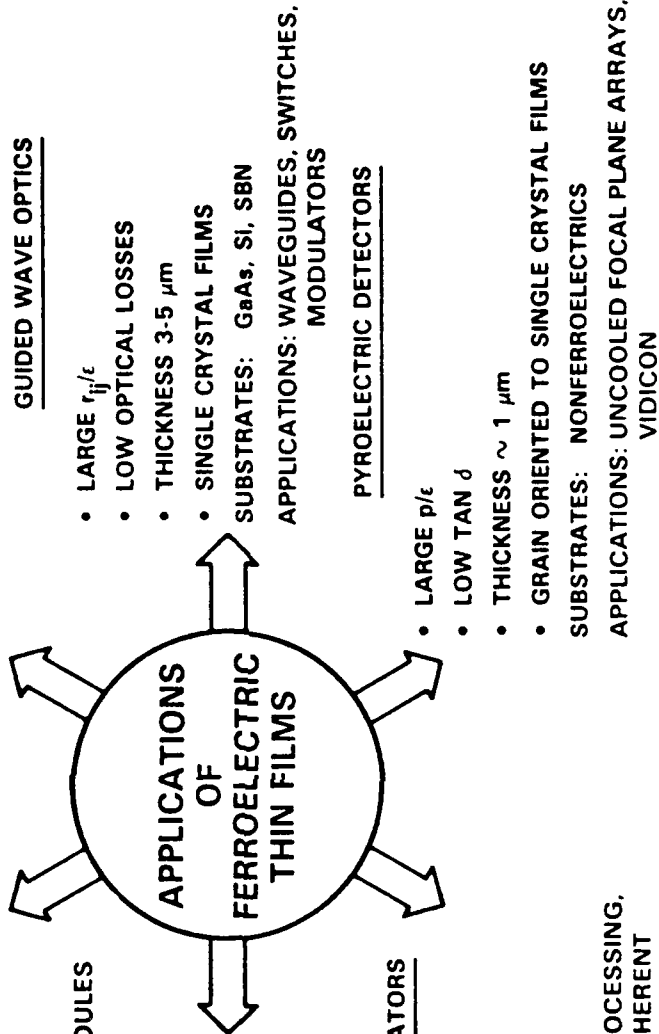 APPLICATIONS
OF
FERROELECTRIC
THIN FILMS
GUIDED WAVE OPTICS
• LARGE rij/ε
• LOW OPTICAL LOSSES
• THICKNESS 3-5 μm
• SINGLE CRYSTAL FILMS
SUBSTRATES: GaAs, Si, SBN
APPLICATIONS: WAVEGUIDES, SWITCHES,
MODULATORS
PYROELECTRIC DETECTORS
• LARGE p/ε
• LOW TAN δ
• THICKNESS ~ 1 μm
• GRAIN ORIENTED TO SINGLE CRYSTAL FILMS
SUBSTRATES: NONFERROELECTRICS
APPLICATIONS: UNCOOLED FOCAL PLANE ARRAYS,
VIDICON
DULES
ATORS
OCESSING,
HERENT